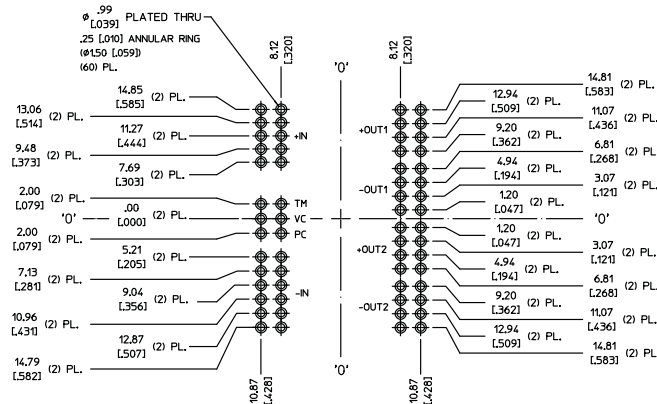 ø .99 [.039] PLATED THRU
.25 [.010] ANNULAR RING
(ø1.50 [.059])
(60) PL.
8.12 [.320]
'0'
8.12 [.320]
14.85 [.585] (2) PL.
13.06 [.514] (2) PL.
11.27 [.444] (2) PL.
9.48 [.373] (2) PL.
7.69 [.303] (2) PL.
2.00 [.079] (2) PL.
'0'
.00 [.000] (2) PL.
2.00 [.079] (2) PL.
5.21 [.205] (2) PL.
7.13 [.281] (2) PL.
9.04 [.356] (2) PL.
10.96 [.431] (2) PL.
12.87 [.507] (2) PL.
14.79 [.582] (2) PL.
+IN
TM
VC
PC
-IN
+OUT1
-OUT1
+OUT2
-OUT2
14.81 [.583] (2) PL.
12.94 [.509] (2) PL.
11.07 [.436] (2) PL.
9.20 [.362] (2) PL.
6.81 [.268] (2) PL.
4.94 [.194] (2) PL.
3.07 [.121] (2) PL.
1.20 [.047] (2) PL.
'0'
1.20 [.047] (2) PL.
3.07 [.121] (2) PL.
4.94 [.194] (2) PL.
6.81 [.268] (2) PL.
9.20 [.362] (2) PL.
11.07 [.436] (2) PL.
12.94 [.509] (2) PL.
14.81 [.583] (2) PL.
10.87 [.428]
'0'
10.87 [.428]